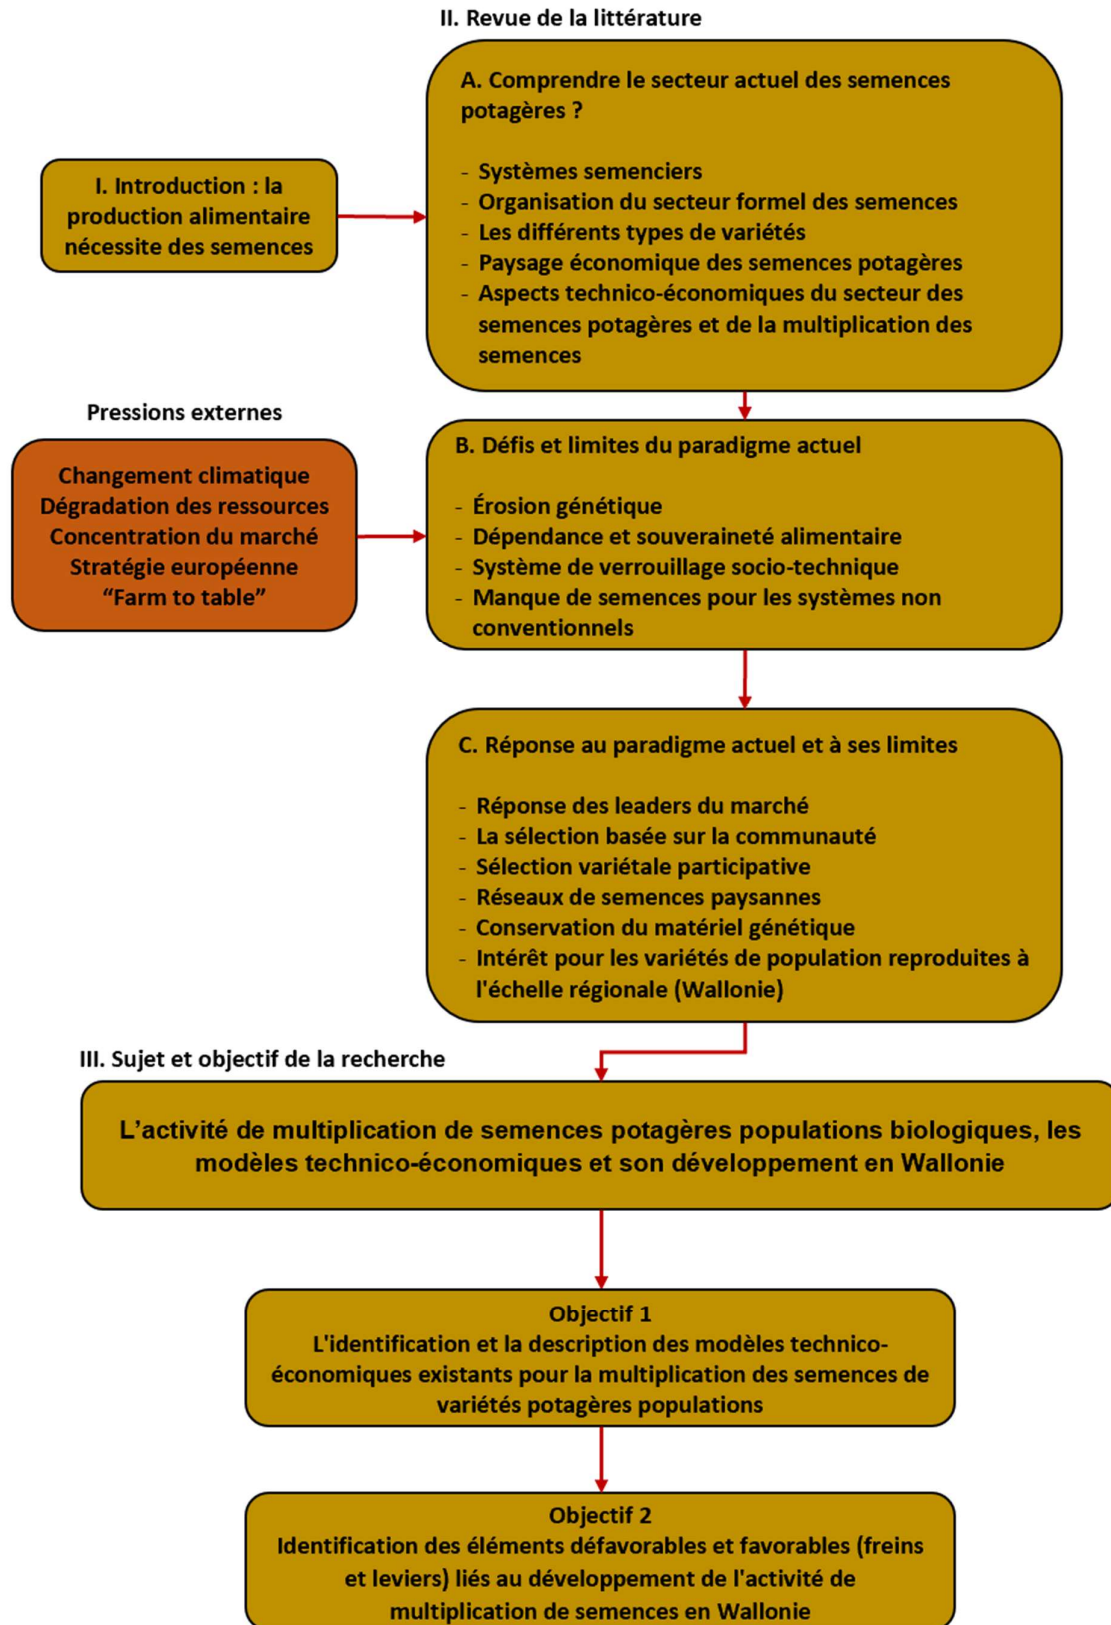 II. Revue de la littérature
A. Comprendre le secteur actuel des semences
potagères ?
- Systèmes semenciers
- Organisation du secteur formel des semences
- Les différents types de variétés
- Paysage économique des semences potagères
- Aspects technico-économiques du secteur des
semences potagères et de la multiplication des
semences
I. Introduction : la
production alimentaire
nécessite des semences
Pressions externes
Changement climatique
Dégradation des ressources
Concentration du marché
Stratégie européenne
“Farm to table”
B. Défis et limites du paradigme actuel
- Érosion génétique
- Dépendance et souveraineté alimentaire
- Système de verrouillage socio-technique
- Manque de semences pour les systèmes non
conventionnels
C. Réponse au paradigme actuel et à ses limites
- Réponse des leaders du marché
- La sélection basée sur la communauté
- Sélection variétale participative
- Réseaux de semences paysannes
- Conservation du matériel génétique
- Intérêt pour les variétés de population reproduites à
l'échelle régionale (Wallonie)
III. Sujet et objectif de la recherche
L’activité de multiplication de semences potagères populations biologiques, les
modèles technico-économiques et son développement en Wallonie
Objectif 1
L'identification et la description des modèles technico-
économiques existants pour la multiplication des semences de
variétés potagères populations
Objectif 2
Identification des éléments défavorables et favorables (freins
et leviers) liés au développement de l'activité de
multiplication de semences en Wallonie